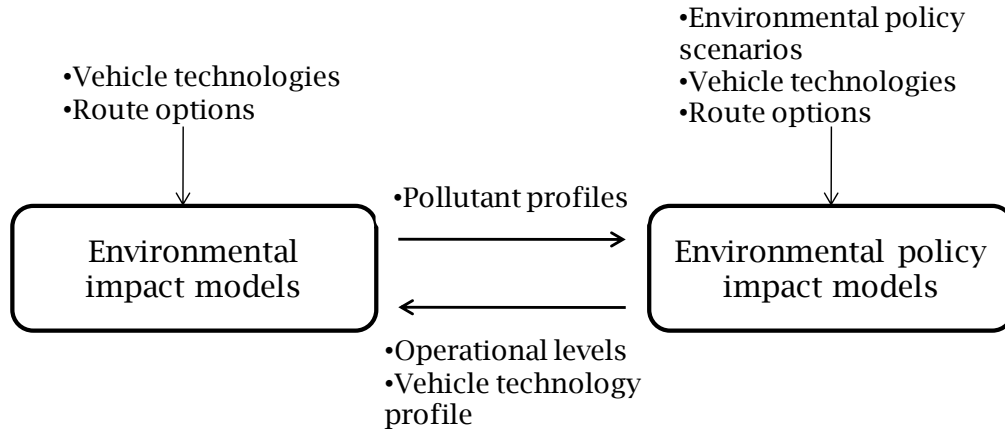 •Vehicle technologies
•Route options
•Environmental policy
scenarios
•Vehicle technologies
•Route options
•Pollutant profiles
Environmental
impact models
Environmental policy
impact models
•Operational levels
•Vehicle technology
profile